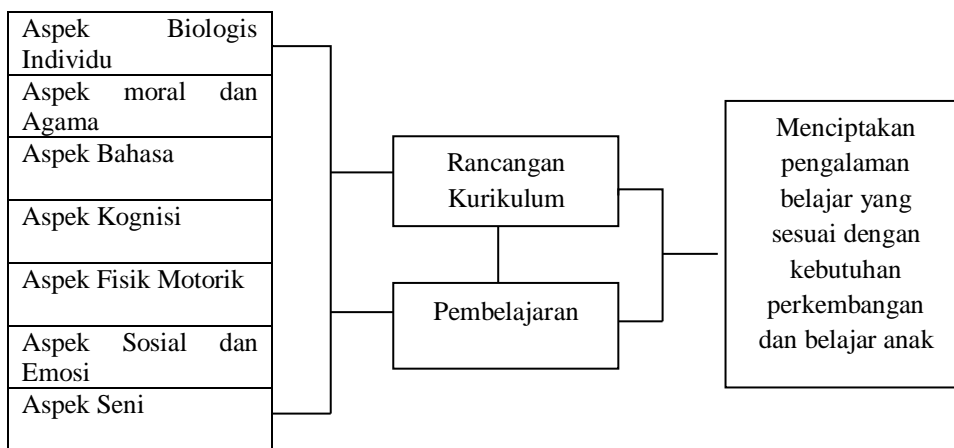 Aspek Biologis
Individu
Aspek moral dan
Agama
Aspek Bahasa
Aspek Kognisi
Aspek Fisik Motorik
Aspek Sosial dan
Emosi
Aspek Seni
Rancangan
Kurikulum
Pembelajaran
Menciptakan
pengalaman
belajar yang
sesuai dengan
kebutuhan
perkembangan
dan belajar anak